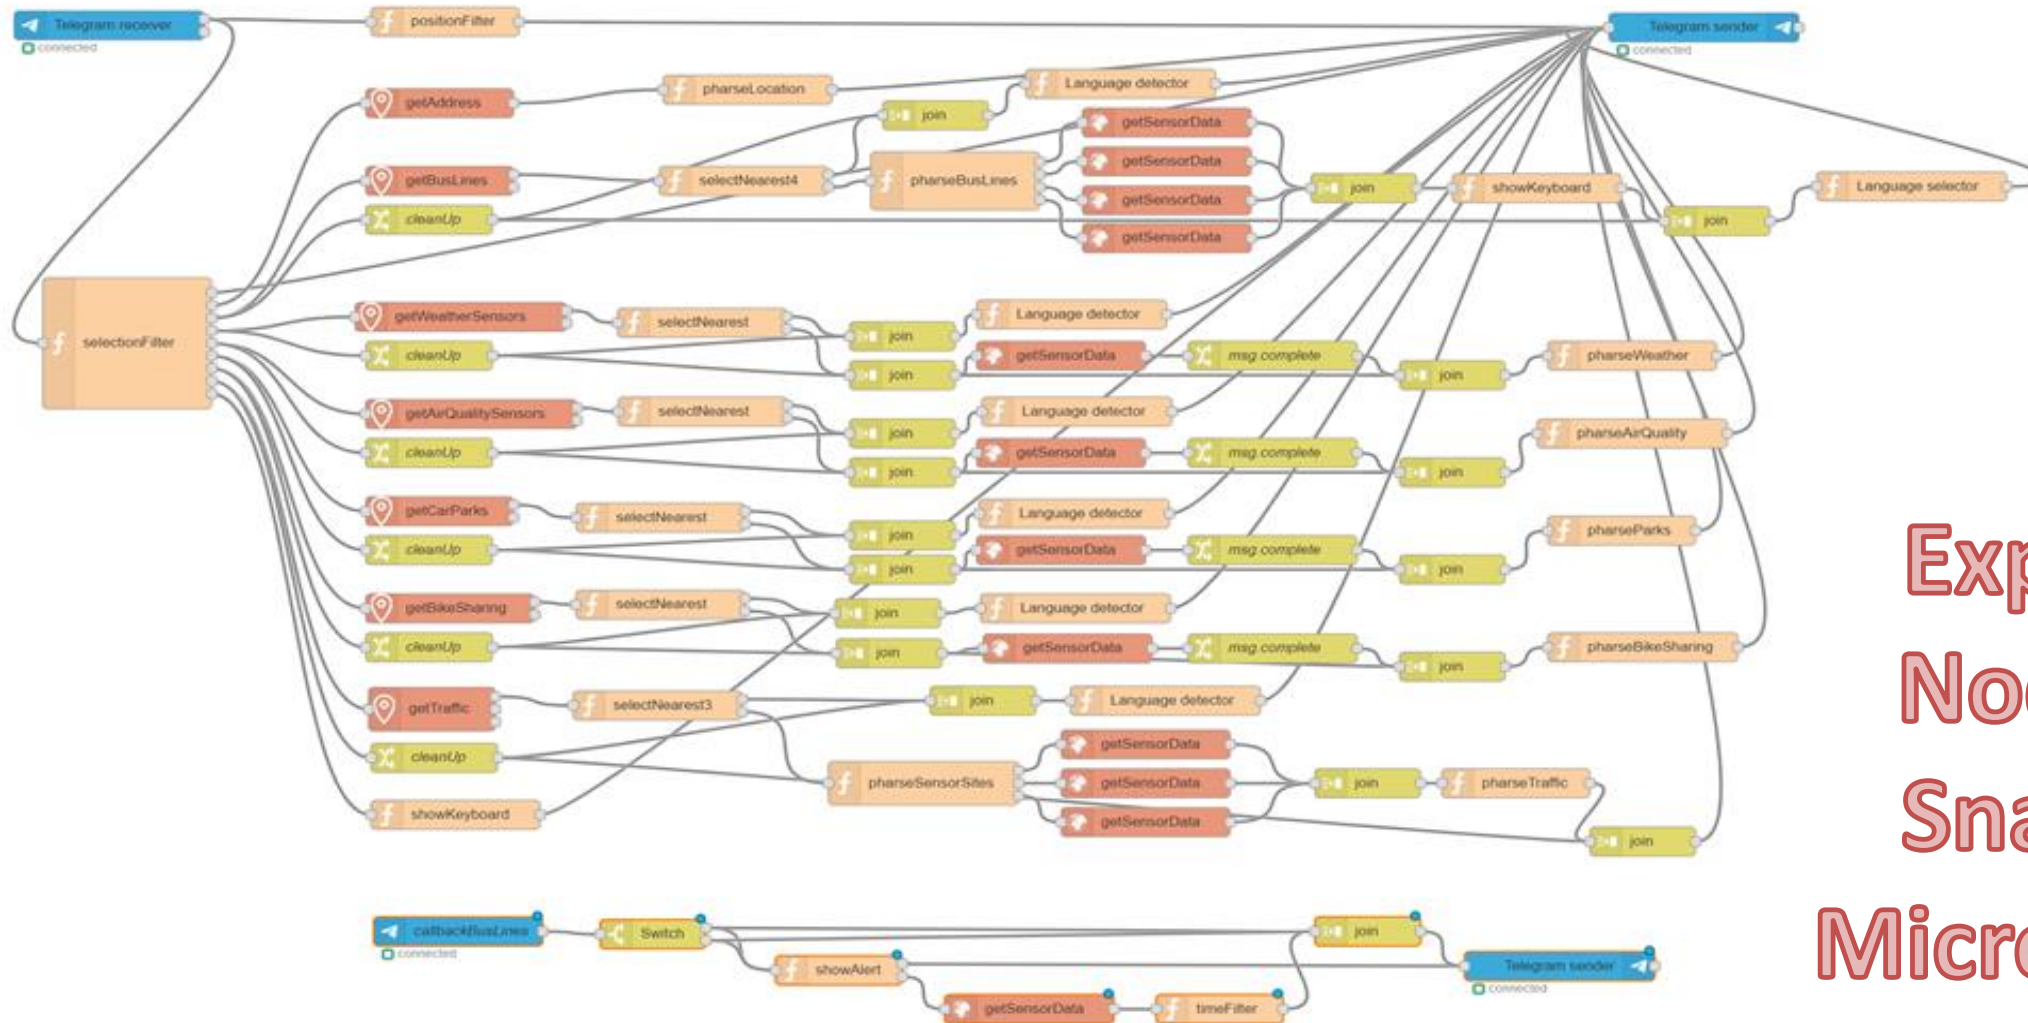 Telegram receiver
connected
positionFilter
Telegram sender
connected
getAddress
pharseLocation
Language detector
join
getSensorData
getBusLines
selectNearest4
pharseBusLines
getSensorData
getSensorData
getSensorData
join
showKeyboard
Language selector
cleanUp
join
selectionFilter
getWeatherSensors
selectNearest
Language detector
join
cleanUp
getSensorData
msg.complete
pharseWeather
join
join
getAirQualitySensors
selectNearest
Language detector
join
pharseAirQuality
cleanUp
getSensorData
msg.complete
join
join
getCarParks
selectNearest
Language detector
join
pharseParks
cleanUp
getSensorData
msg.complete
join
join
getBikeSharing
selectNearest
join
Language detector
cleanUp
join
getSensorData
msg.complete
pharseBikeSharing
join
getTraffic
selectNearest3
join
Language detector
cleanUp
getSensorData
pharseSensorSites
getSensorData
join
pharseTraffic
showKeyboard
getSensorData
join
callbackBusLines
connected
Switch
join
showAlert
Telegram sender
connected
getSensorData
timeFilter
Exp
Sna
Micro